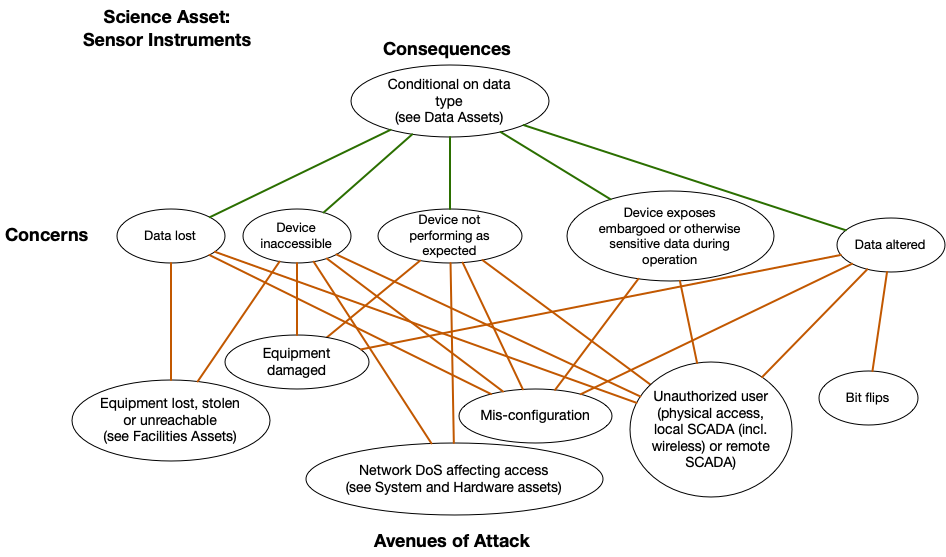 Science Asset:
Sensor Instruments
Consequences
Conditional on data
type
(see Data Assets)
Concerns
Data lost
Device
inaccessible
Device not
performing as
expected
Device exposes
embargoed or otherwise
sensitive data during
operation
Data altered
Equipment
damaged
Equipment lost, stolen
or unreachable
(see Facilities Assets)
Mis-configuration
Unauthorized user
(physical access,
local SCADA (incl.
wireless) or remote
SCADA)
Bit flips
Network DoS affecting access
(see System and Hardware assets)
Avenues of Attack